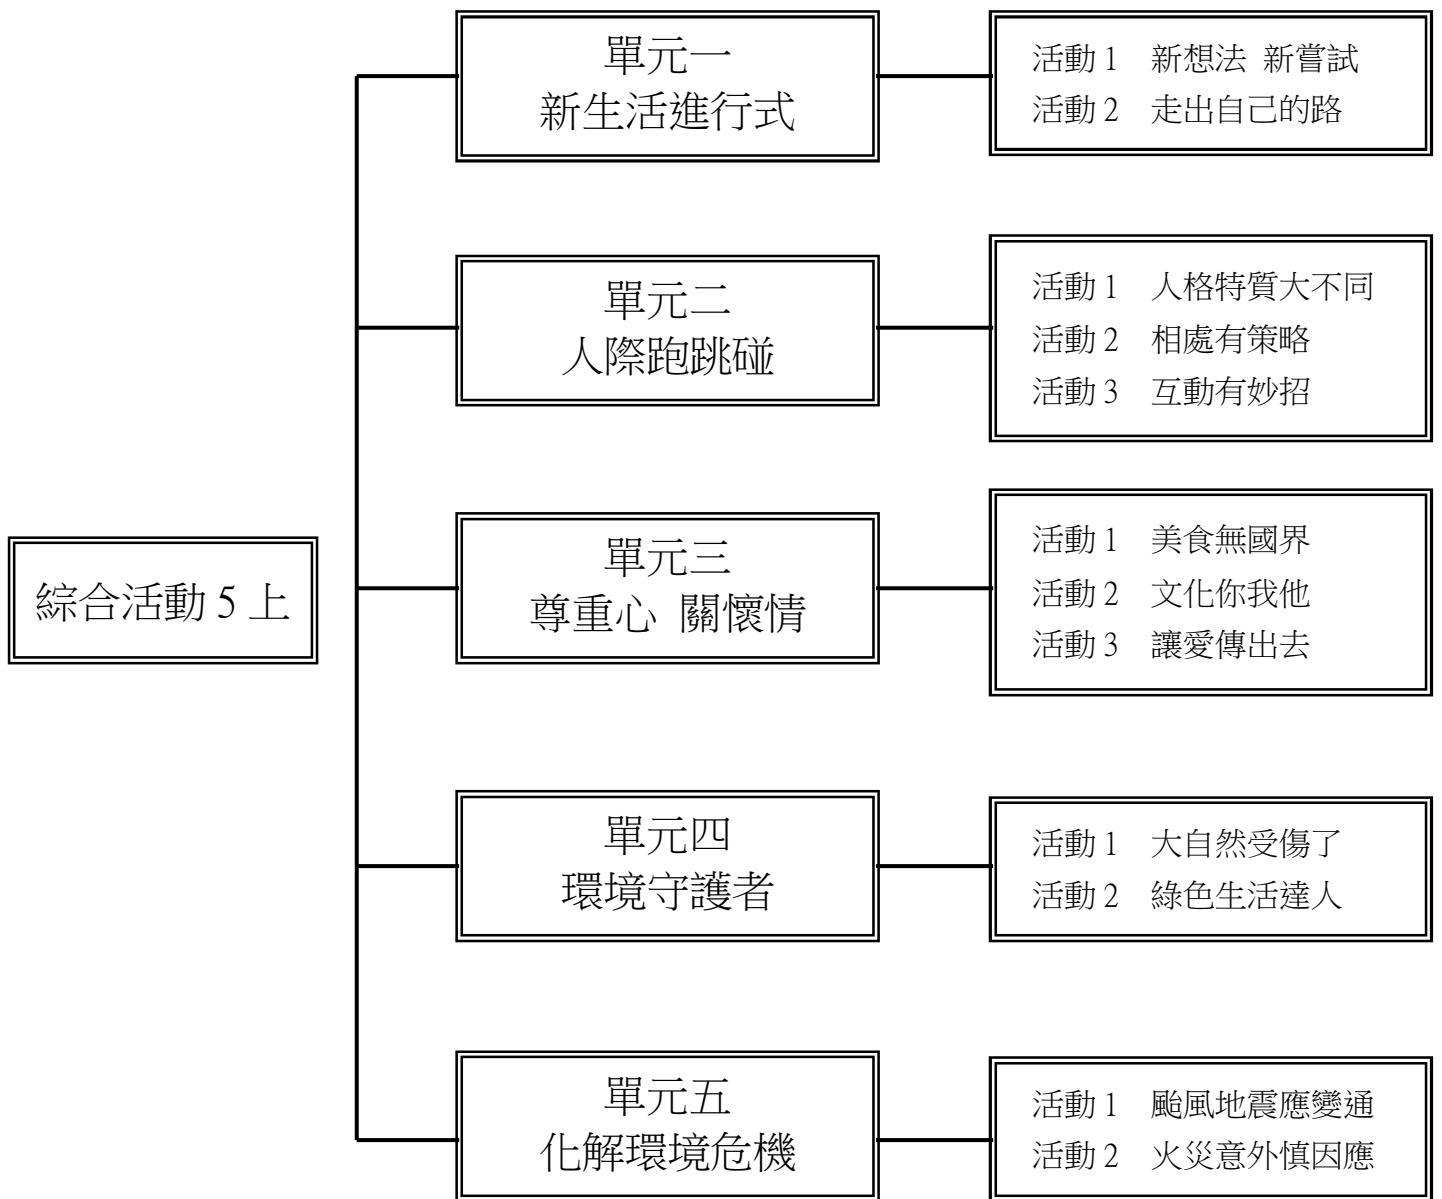 綜合活動 5 上
單元一
新生活進行式
活動 1 新想法 新嘗試
活動 2 走出自己的路
單元二
人際跑跳碰
活動 1 人格特質大不同
活動 2 相處有策略
活動 3 互動有妙招
單元三
尊重心 關懷情
活動 1 美食無國界
活動 2 文化你我他
活動 3 讓愛傳出去
單元四
環境守護者
活動 1 大自然受傷了
活動 2 綠色生活達人
單元五
化解環境危機
活動 1 颱風地震應變通
活動 2 火災意外慎因應